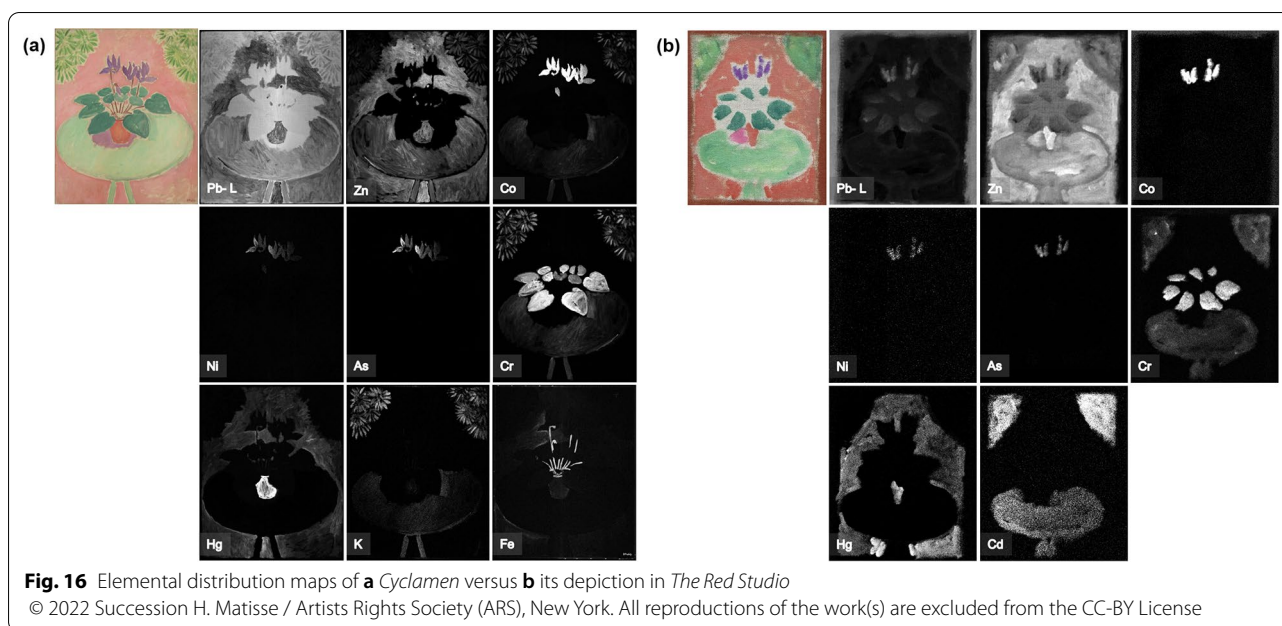 (a)
Pb- L
Zn
Co
Ni
As
Cr
Hg
K
Fe
(b)
Pb- L
Zn
Co
Ni
As
Cr
Hg
Cd
Fig. 16 Elemental distribution maps of a Cyclamen versus b its depiction in The Red Studio
© 2022 Succession H. Matisse / Artists Rights Society (ARS), New York. All reproductions of the work(s) are excluded from the CC-BY License